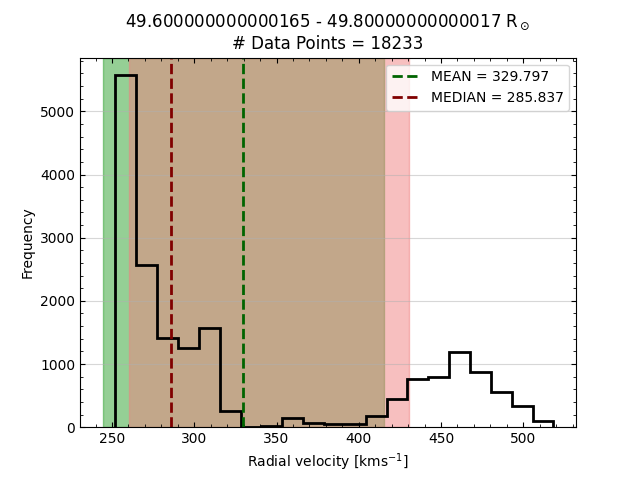 49.600000000000165 - 49.80000000000017 R⊙
# Data Points = 18233
MEAN = 329.797
MEDIAN = 285.837
Frequency
5000
4000
3000
2000
1000
0
250 300 350 400 450 500
Radial velocity [kms⁻¹]